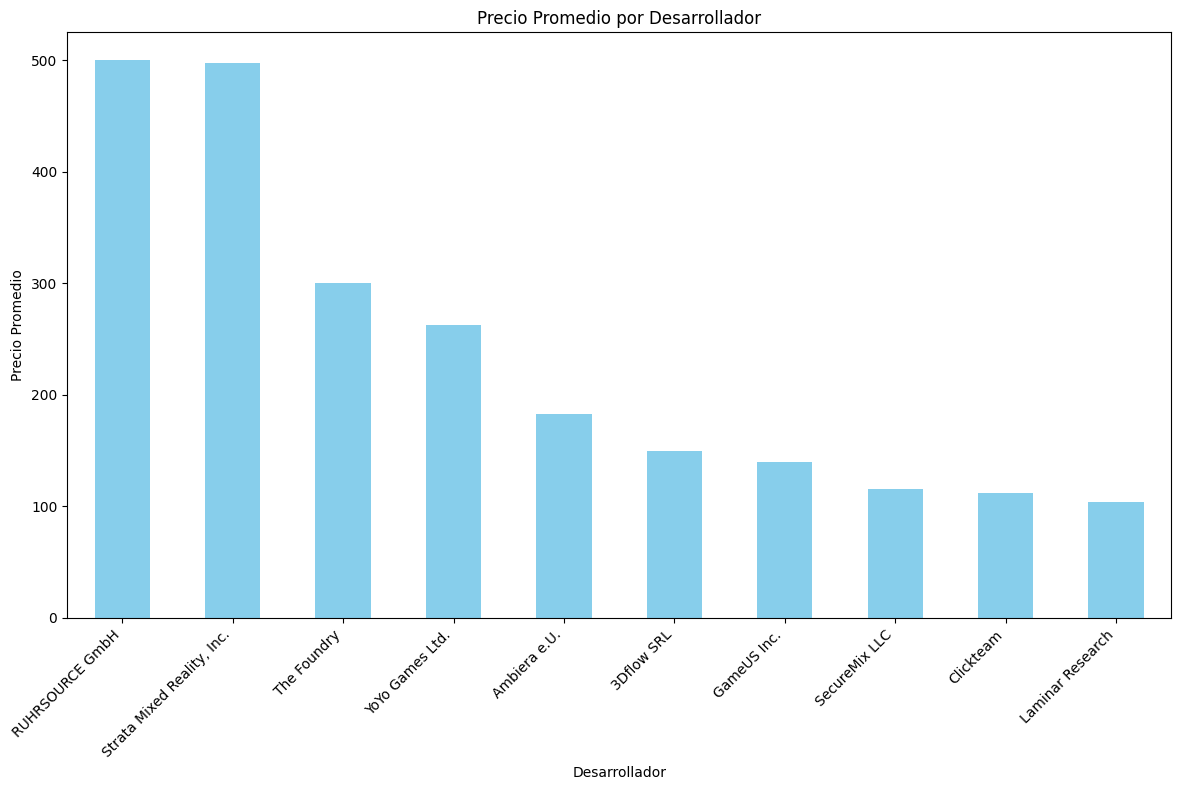 Precio Promedio por Desarrollador
Precio Promedio
500
400
300
200
100
0
RUHRSOURCE GmbH
Strata Mixed Reality, Inc.
The Foundry
YoYo Games Ltd.
Ambiera e.U.
3Dflow SRL
GameUS Inc.
SecureMix LLC
Clickteam
Laminar Research
Desarrollador